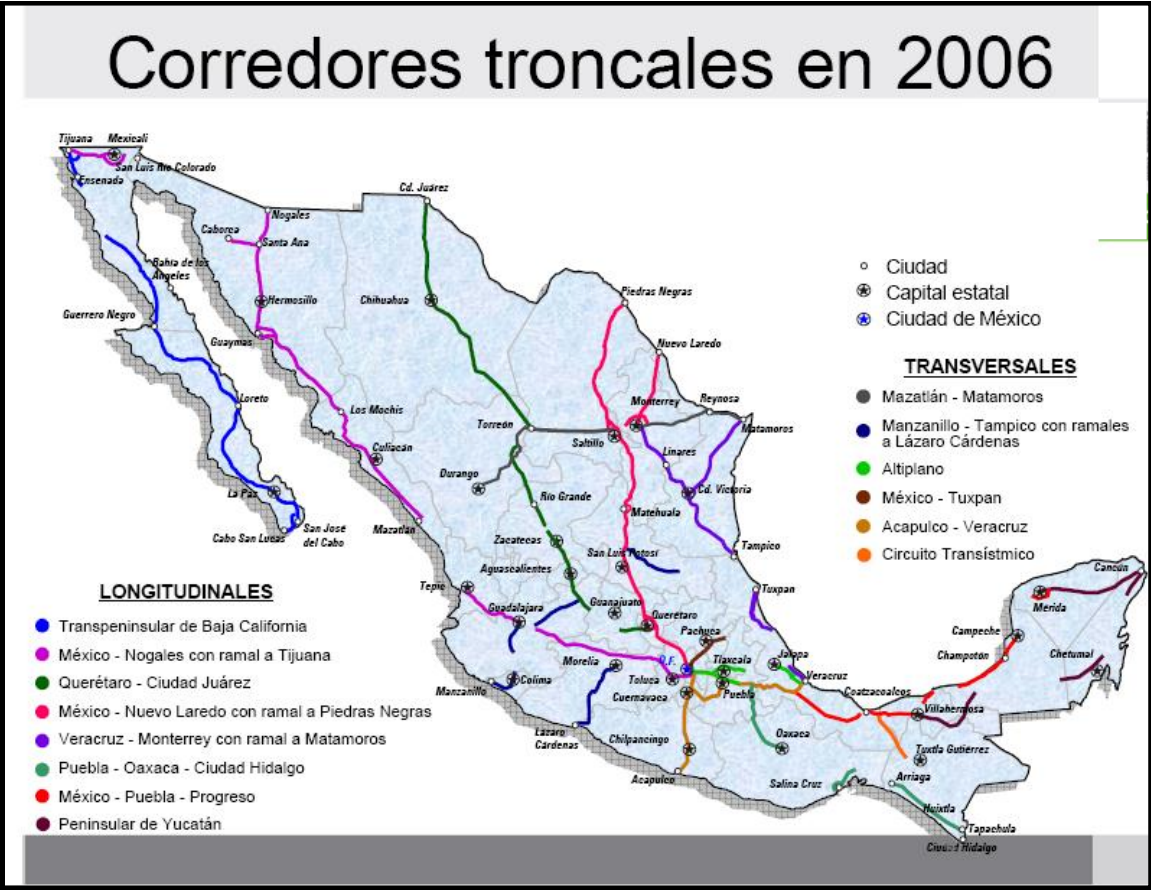 Corredores troncales en 2006
Tijuana
Mexicali
San Luis Río Colorado
Ensenada
Cd. Juárez
Nogales
Caborca
Santa Ana
Bahía de los
Ángeles
Hermosillo
Chihuahua
Piedras Negras
Guerrero Negro
Guaymas
Nuevo Laredo
Loreto
Los Mochis
Monterrey
Reynosa
Torreón
Saltillo
Matamoros
Culiacán
Linares
Durango
Cd. Victoria
La Paz
Río Grande
Matehuala
Cabo San Lucas
San José
del Cabo
Mazatlán
Zacatecas
San Luis Potosí
Tampico
Aguascalientes
Tepic
Tuxpan
Cancún
Guadalajara
Guanajuato
Querétaro
Mérida
Pachuca
Campeche
Morelia
D.F.
Tlaxcala
Jalapa
Champotón
Chetumal
Manzanillo
Colima
Toluca
Cuernavaca
Puebla
Veracruz
Coatzacoalcos
Villahermosa
Lázaro
Cárdenas
Chilpancingo
Oaxaca
Tuxtla Gutiérrez
Acapulco
Salina Cruz
Arriaga
Huixtla
Tapachula
Ciudad Hidalgo
Ciudad
Capital estatal
Ciudad de México
TRANSVERSALES
Mazatlán - Matamoros
Manzanillo - Tampico con ramales
a Lázaro Cárdenas
Altiplano
México - Tuxpan
Acapulco - Veracruz
Circuito Transístmico
LONGITUDINALES
Transpeninsular de Baja California
México - Nogales con ramal a Tijuana
Querétaro - Ciudad Juárez
México - Nuevo Laredo con ramal a Piedras Negras
Veracruz - Monterrey con ramal a Matamoros
Puebla - Oaxaca - Ciudad Hidalgo
México - Puebla - Progreso
Peninsular de Yucatán